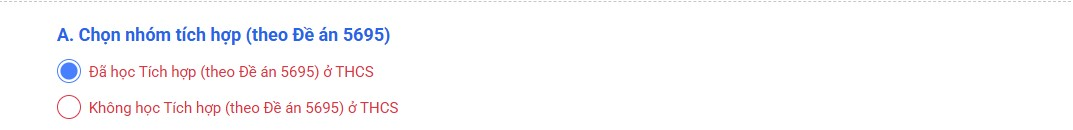 A. Chọn nhóm tích hợp (theo Đề án 5695)
Đã học Tích hợp (theo Đề án 5695) ở THCS
Không học Tích hợp (theo Đề án 5695) ở THCS